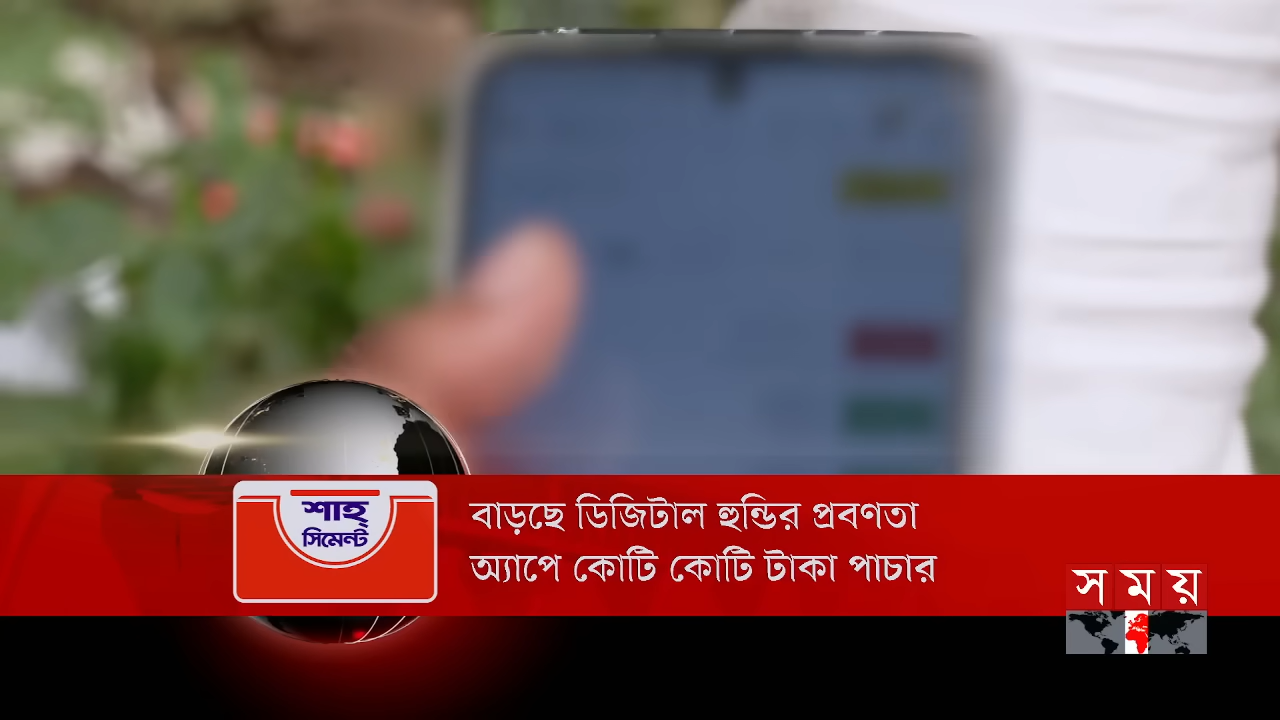 শাহ্
সিমেন্ট
বাড়ছে ডিজিটাল হুন্ডির প্রবণতা
অ্যাপে কোটি কোটি টাকা পাচার
সময়